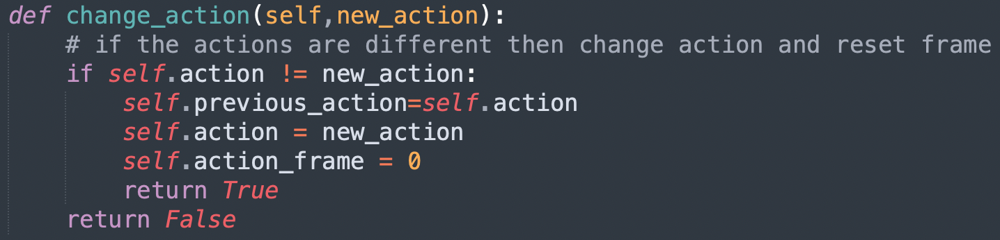 def change_action(self,new_action):
    # if the actions are different then change action and reset frame
    if self.action != new_action:
        self.previous_action=self.action
        self.action = new_action
        self.action_frame = 0
        return True
    return False